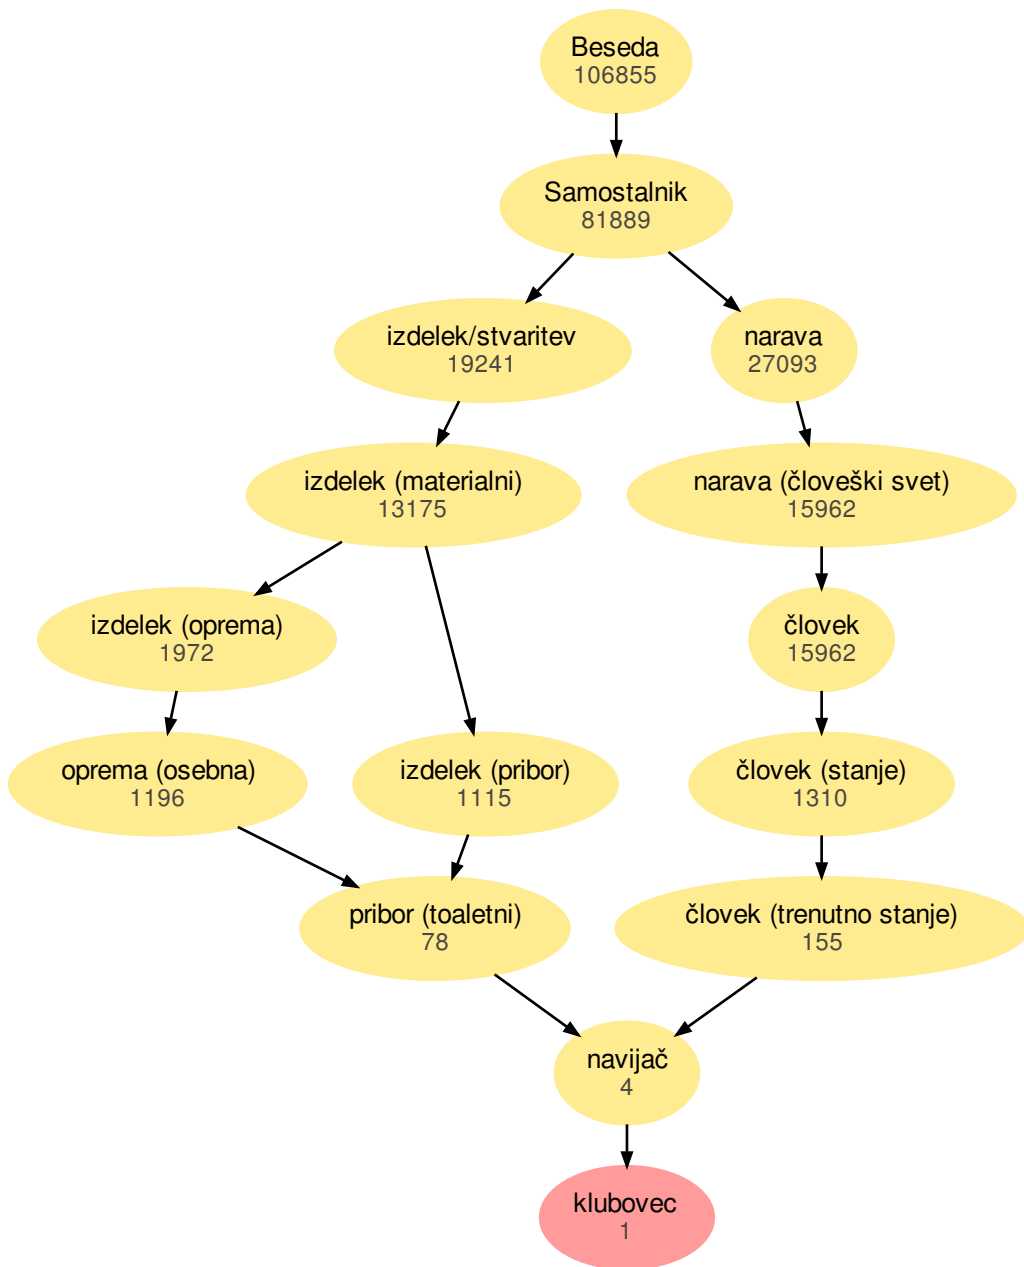 Beseda
106855
Samostalnik
81889
izdelek/stvaritev
19241
narava
27093
izdelek (materialni)
13175
narava (človeški svet)
15962
izdelek (oprema)
1972
človek
15962
oprema (osebna)
1196
izdelek (pribor)
1115
človek (stanje)
1310
pribor (toaletni)
78
človek (trenutno stanje)
155
navijač
4
klubovec
1